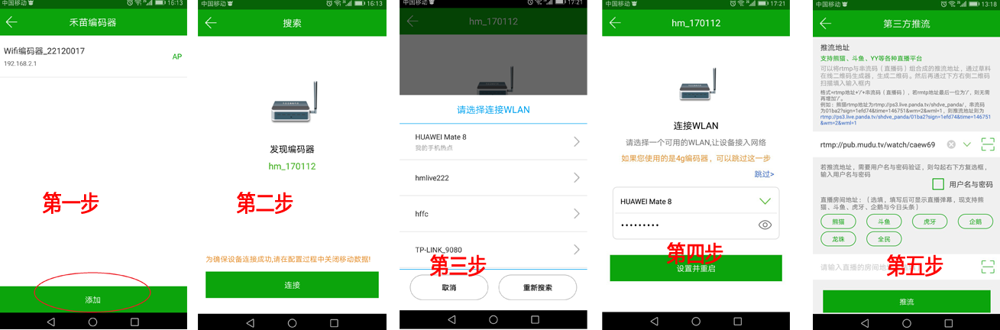 中国移动
16:13
禾苗编码器
Wifi编码器_22120017
192.168.2.1
AP
第一步
添加
中国移动
16:13
搜索
发现编码器
hm_170112
第二步
为确保设备连接成功,请在配置过程中关闭移动数据!
连接
中国移动
17:21
hm_170112
请选择连接WLAN
HUAWEI Mate 8
我的手机热点
hmlive222
hffc
TP-LINK_9080
第三步
取消
重新搜索
中国移动
17:21
hm_170112
连接WLAN
请选择一个可用的WLAN,让设备接入网络
如果您使用的是4g编码器，可以跳过这一步
跳过>
HUAWEI Mate 8
•••••••••
第四步
设置并重启
中国移动
13:18
第三方推流
推流地址
支持熊猫、斗鱼、YY等各种直播平台
可以将rtmp与串流码（直播码）组合成的推流地址，通过草料
在线二维码生成器，生成二维码。然后再通过下方右侧二维码
扫描填入输入框内
格式=rtmp地址+'/'+串流码（直播码），若rmtp地址最后一位为'/'，则无需
再增加'/'。
例如：熊猫rtmp地址为rtmp://ps3.live.panda.tv/shdve_panda/，串流码
为01ba2?sign=1efd74&time=146751&wm=2&wml=1，则推流地址则为
rtmp://ps3.live.panda.tv/shdve_panda/01ba2?sign=1efd74&time=146751
&wm=2&wml=1
rtmp://pub.mudu.tv/watch/caew69
若推流地址，需要用户名与密码验证，则勾起右下方复选框，
输入用户名与密码
用户名与密码
直播房间地址：（选填，填写后可显示直播弹幕，现支持熊
猫、斗鱼、虎牙、企鹅与今日头条）
熊猫
斗鱼
虎牙
企鹅
龙珠
全民
请输入直播的房间地
第五步
推流